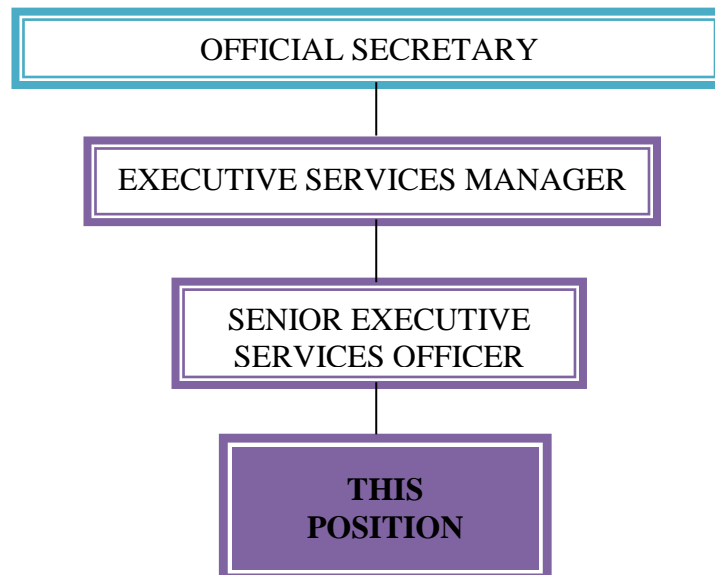 OFFICIAL SECRETARY
EXECUTIVE SERVICES MANAGER
SENIOR EXECUTIVE
SERVICES OFFICER
THIS
POSITION